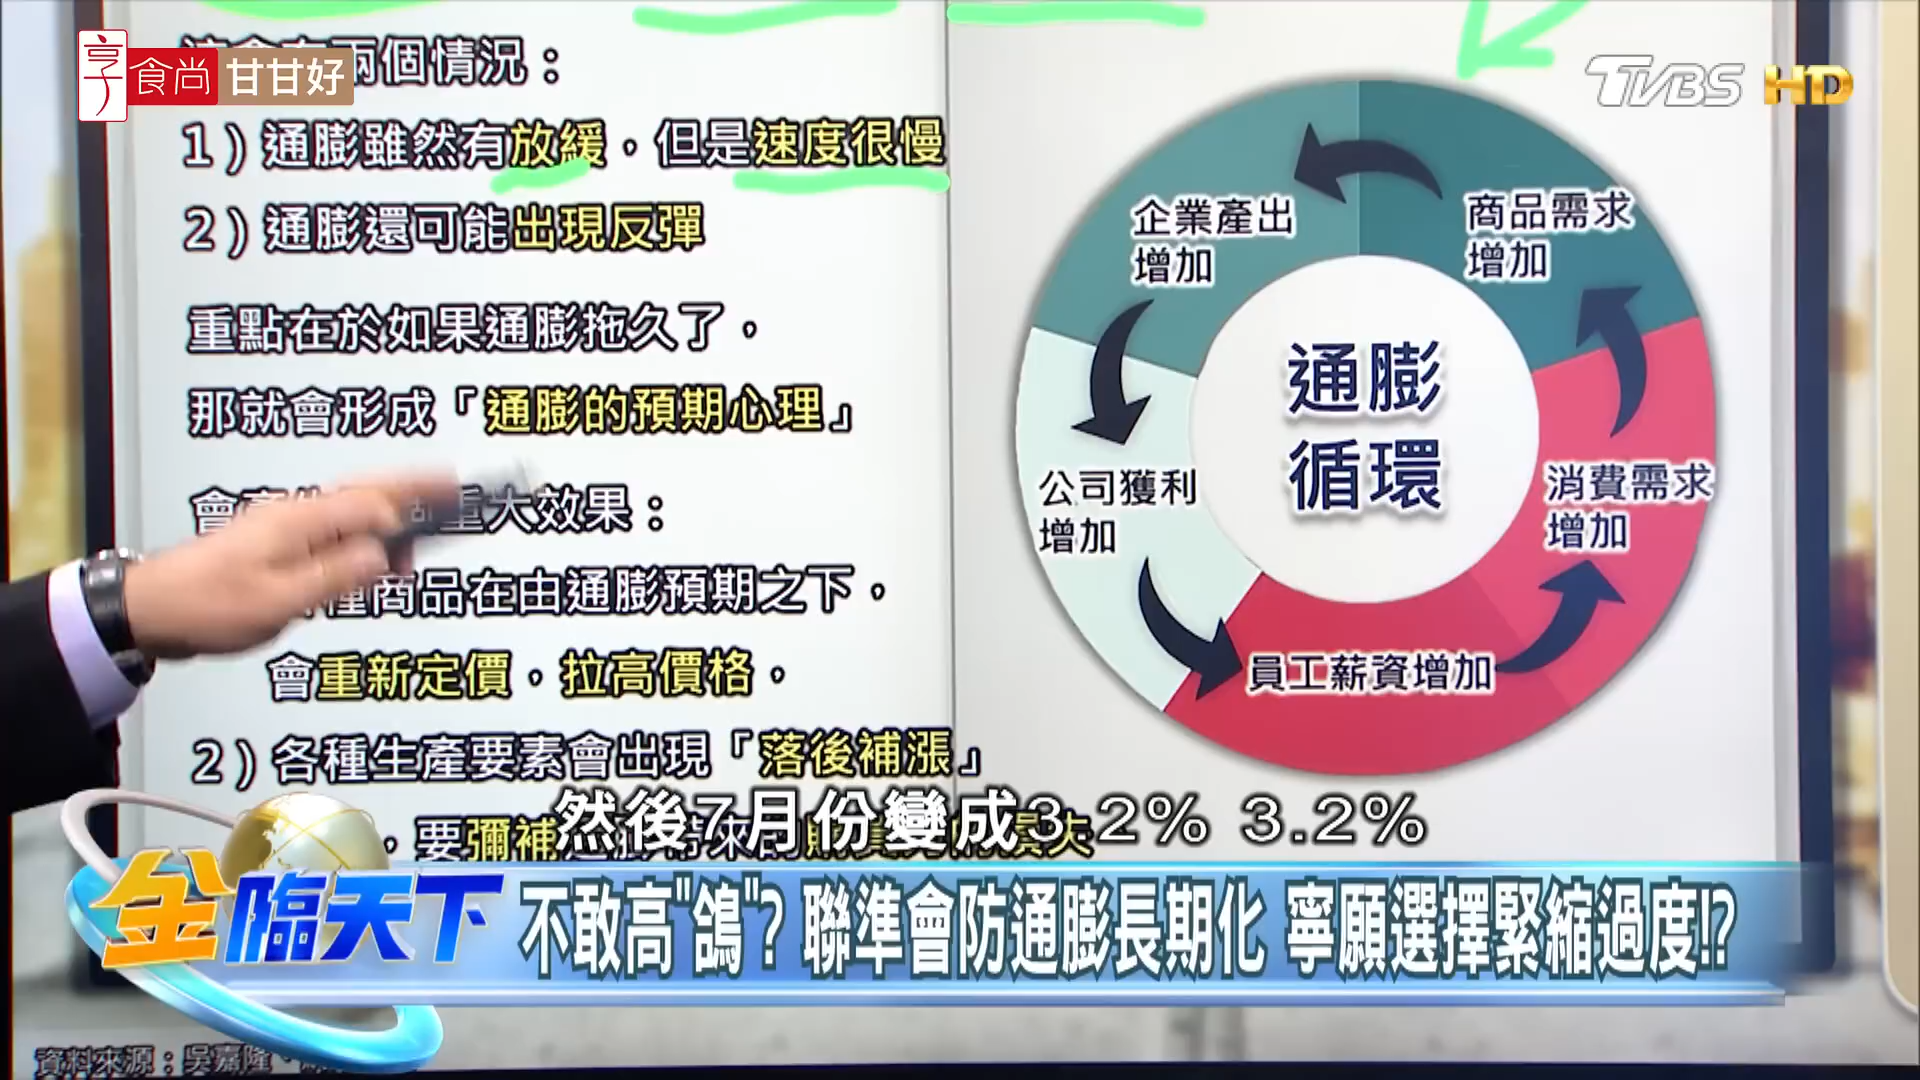 享
食尚
甘甘好
TVBS HD
兩個情況：
1）通膨雖然有放緩，但是速度很慢
2）通膨還可能出現反彈
重點在於如果通膨拖久了，
那就會形成「通膨的預期心理」
會 重大效果：
種商品在由通膨預期之下，
會重新定價，拉高價格，
2）各種生產要素會出現「落後補漲」
，要彌補
商品需求
增加
企業產出
增加
公司獲利
增加
員工薪資增加
消費需求
增加
通膨
循環
然後7月份變成3.2% 3.2%
金臨天下
不敢高"鴿"? 聯準會防通膨長期化 寧願選擇緊縮過度!?
資料來源：吳嘉隆、